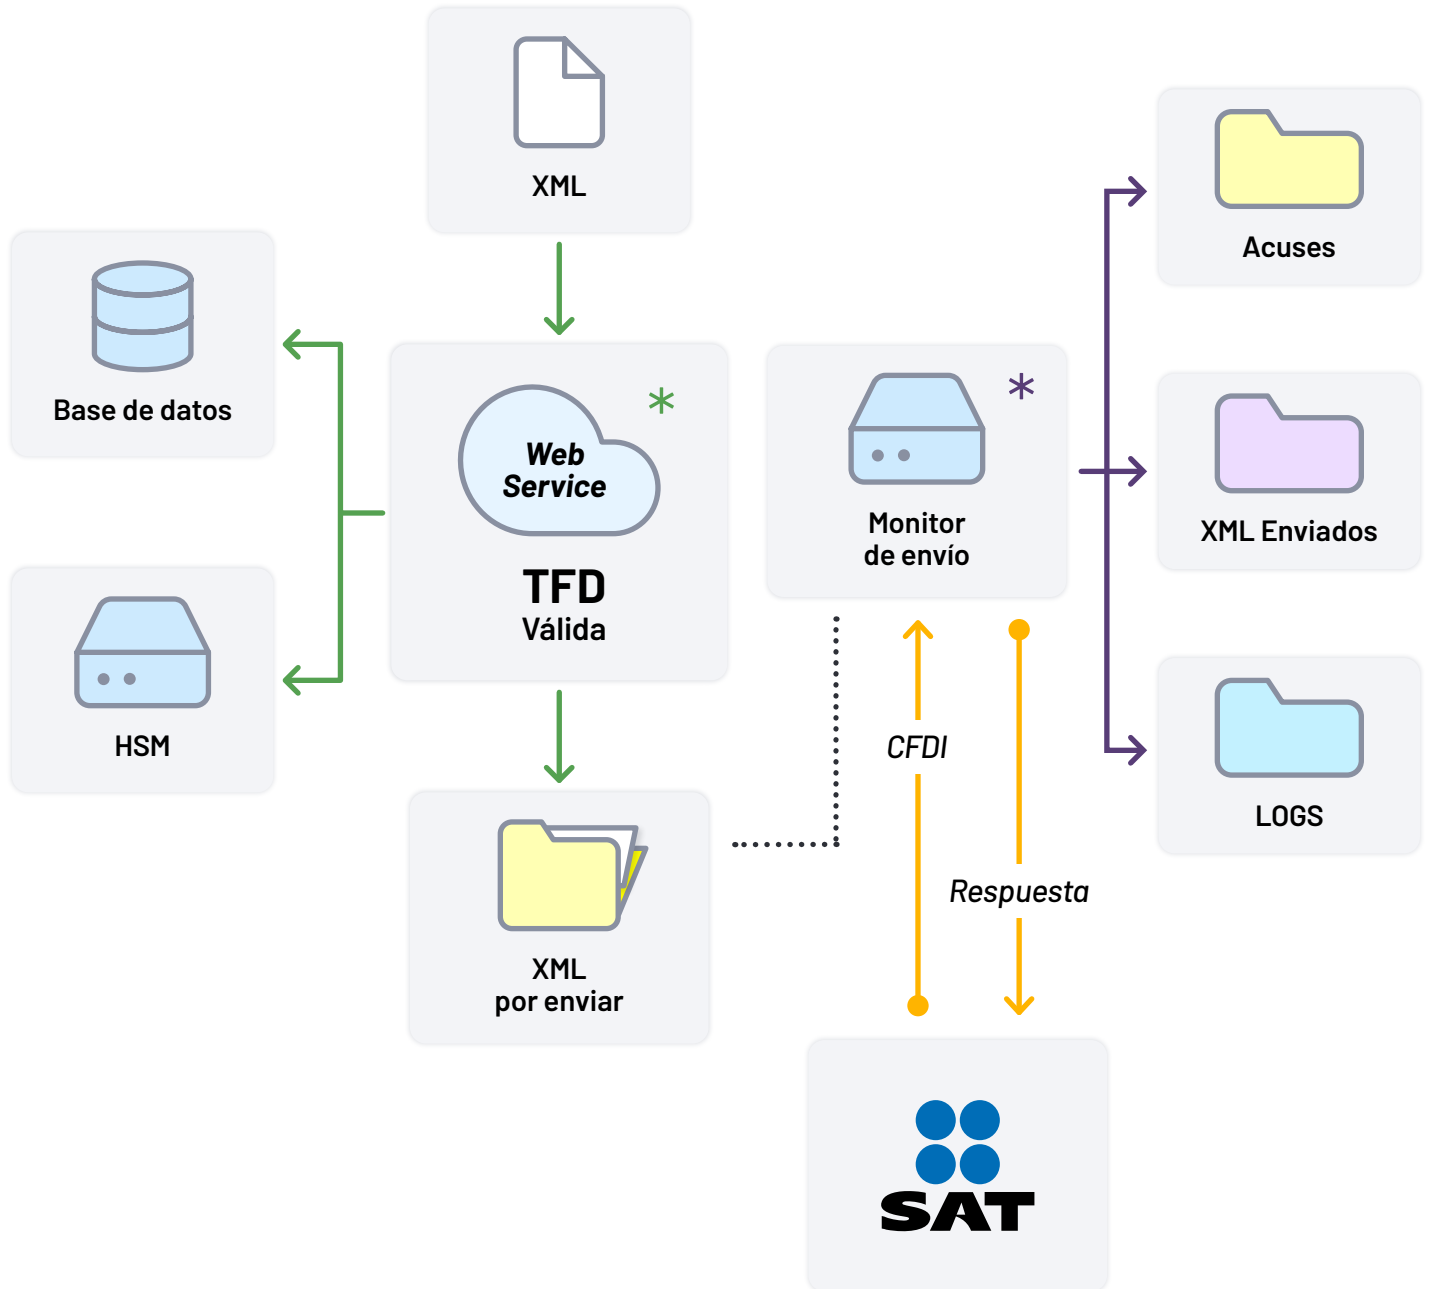 XML
Base de datos
HSM
Web
Service
TFD
Válida
XML
por enviar
Monitor
de envío
CFDI
Respuesta
SAT
Acuses
XML Enviados
LOGS